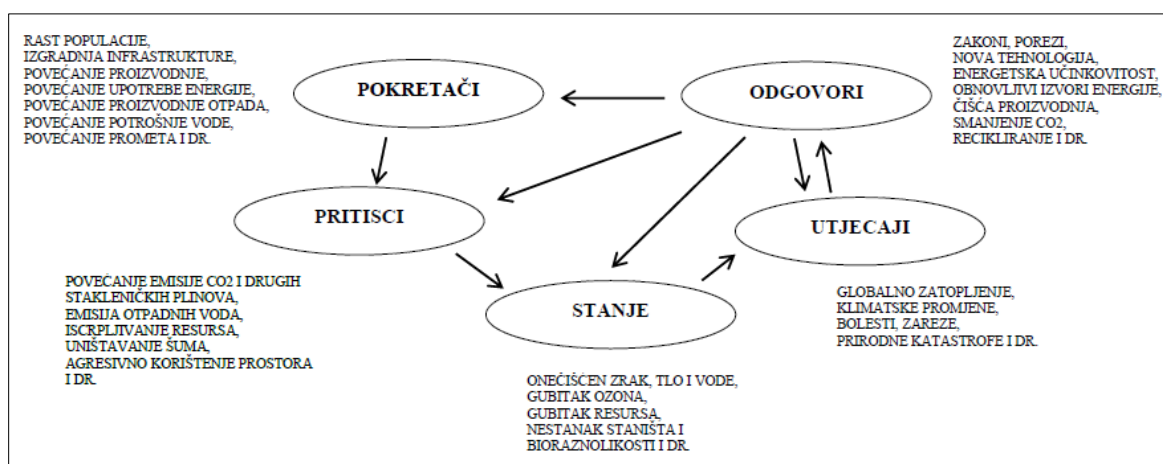 RAST POPULACIJE,
IZGRADNJA INFRASTRUKTURE,
POVEĆANJE PROIZVODNJE,
POVEĆANJE UPOTREBE ENERGIJE,
POVEĆANJE PROIZVODNJE OTPADA,
POVEĆANJE POTROŠNJE VODE,
POVEĆANJE PROMETA I DR.
POKRETAČI
ODGOVORI
ZAKONI, POREZI,
NOVA TEHNOLOGIJA,
ENERGETSKA UČINKOVITOST,
OBNOVLJIVI IZVORI ENERGIJE,
ČIŠĆA PROIZVODNJA,
SMANJENJE CO2,
RECIKLIRANJE I DR.
PRITISCI
UTJECAJI
POVEĆANJE EMISIJE CO2 I DRUGIH
STAKLENIČKIH PLINOVA,
EMISIJA OTPADNIH VODA,
ISCRPLJIVANJE RESURSA,
UNIŠTAVANJE ŠUMA,
AGRESIVNO KORIŠTENJE PROSTORA
I DR.
STANJE
GLOBALNO ZATOPLJENJE,
KLIMATSKE PROMJENE,
BOLESTI, ZAREZE,
PRIRODNE KATASTROFE I DR.
ONEČIŠĆEN ZRAK, TLO I VODE,
GUBITAK OZONA,
GUBITAK RESURSA,
NESTANAK STANIŠTA I
BIORAZNOLIKOSTI I DR.